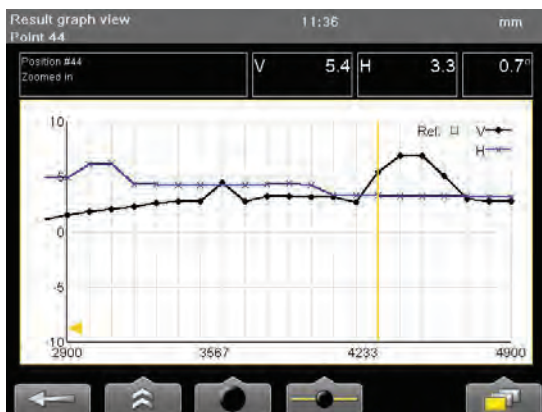 Result graph view 11:36 mm
Point 44
Position #44
Zoomed in
V 5.4 H 3.3 0.7°
10
Ref. V
H
5
0
-5
-10
2900 3567 4233 4900